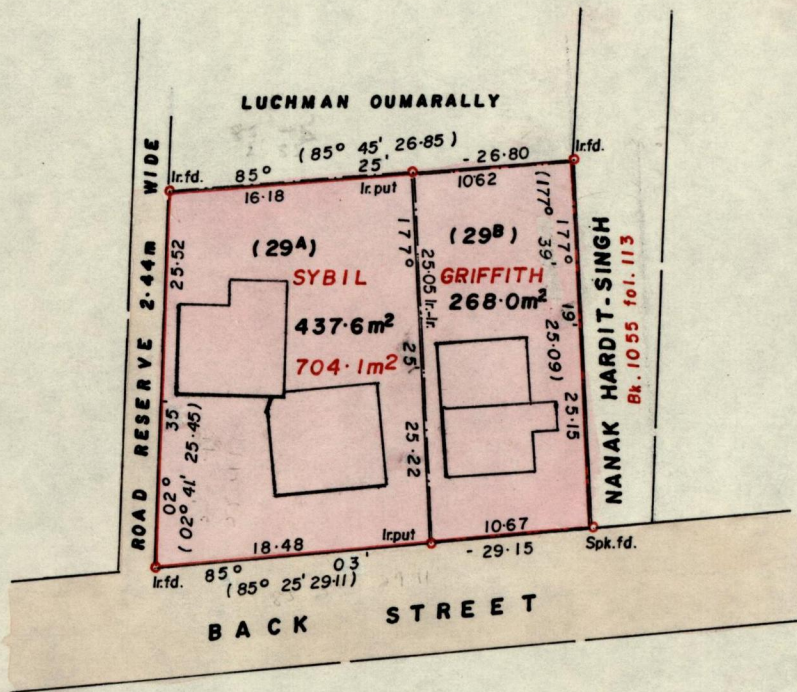 LUCHMAN OUMARALLY
(85° 45' 26.85)
85° 25' - 26.80
Ir.fd.
16.18
Ir.put
10.62
Ir.fd.
ROAD RESERVE 2.44m WIDE
25.52
02° 35'
(02° 41' 25.45)
(29A)
SYBIL
437.6m²
704.1m²
177° 25'
25.05 Ir.-Ir.
25.22
(29B)
GRIFFITH
268.0m²
(177° 39' 25.09)
177° 19'
25.15
NANAK HARDIT-SINGH
Bk. 1055 fol. 113
Ir.fd.
18.48
Ir.put
10.67
Spk.fd.
85° 03' - 29.15
(85° 25' 29.11)
BACK STREET